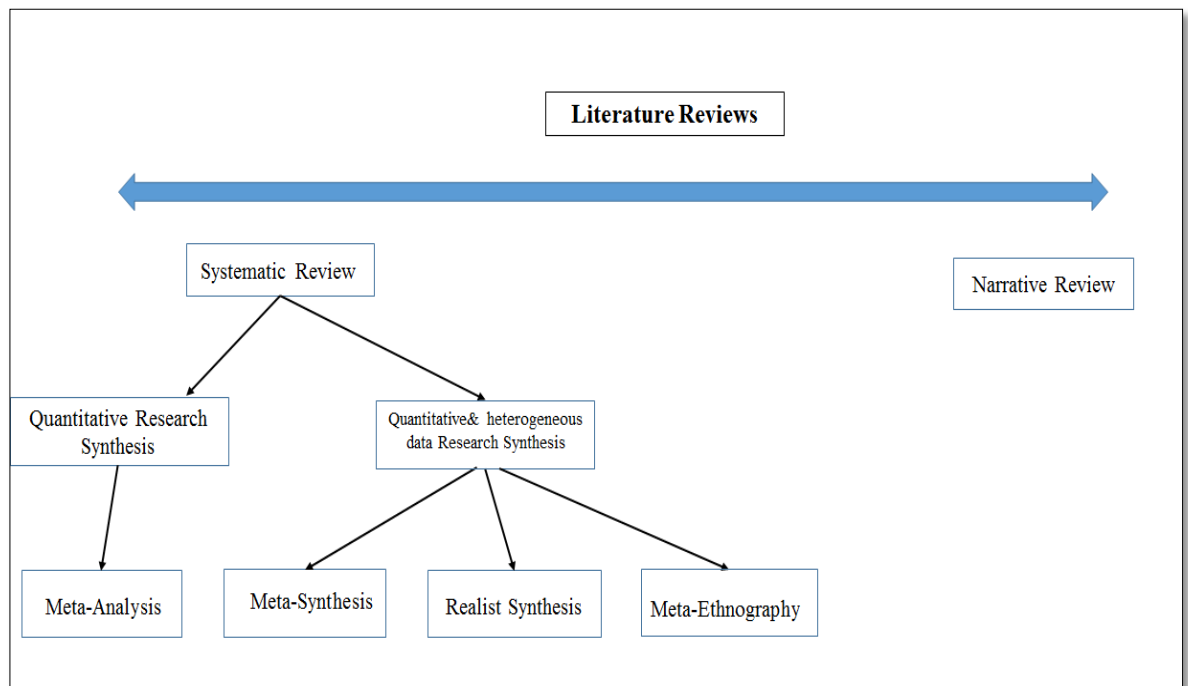 Literature Reviews
Systematic Review
Narrative Review
Quantitative Research
Synthesis
Quantitative& heterogeneous
data Research Synthesis
Meta-Analysis
Meta-Synthesis
Realist Synthesis
Meta-Ethnography